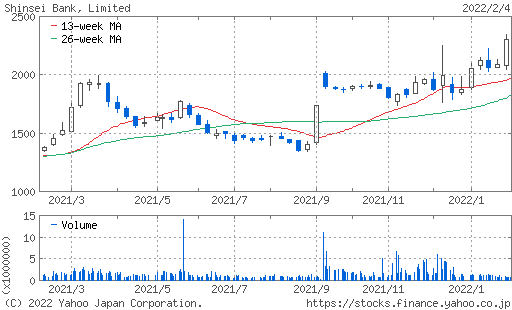 Shinsei Bank, Limited 2022/2/4
2500
13-week MA
26-week MA
2000
1500
1000
2021/3 2021/5 2021/7 2021/9 2021/11 2022/1
15
Volume
10
5
0
(x1000000)
2021/3 2021/5 2021/7 2021/9 2021/11 2022/1
(C) 2022 Yahoo Japan Corporation. https://stocks.finance.yahoo.co.jp